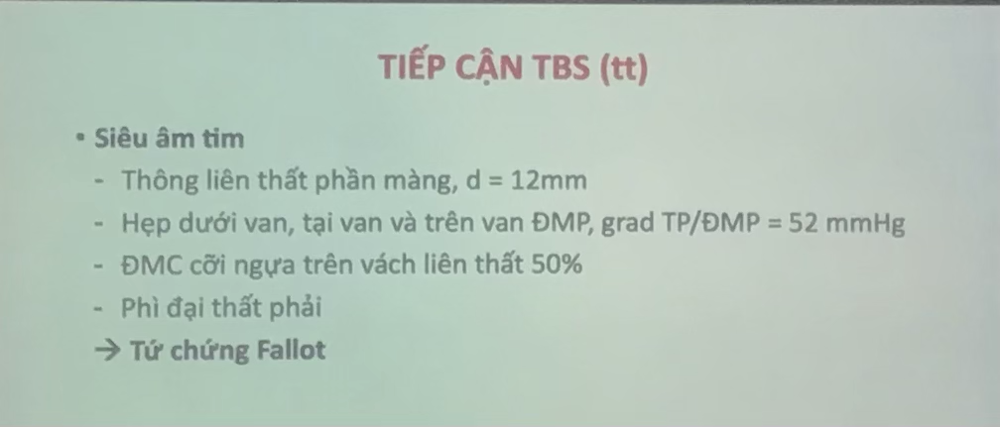 TIẾP CẬN TBS (tt)
• Siêu âm tim
- Thông liên thất phần màng, d = 12mm
- Hẹp dưới van, tại van và trên van ĐMP, grad TP/ĐMP = 52 mmHg
- ĐMC cỡi ngựa trên vách liên thất 50%
- Phì đại thất phải
→ Tứ chứng Fallot